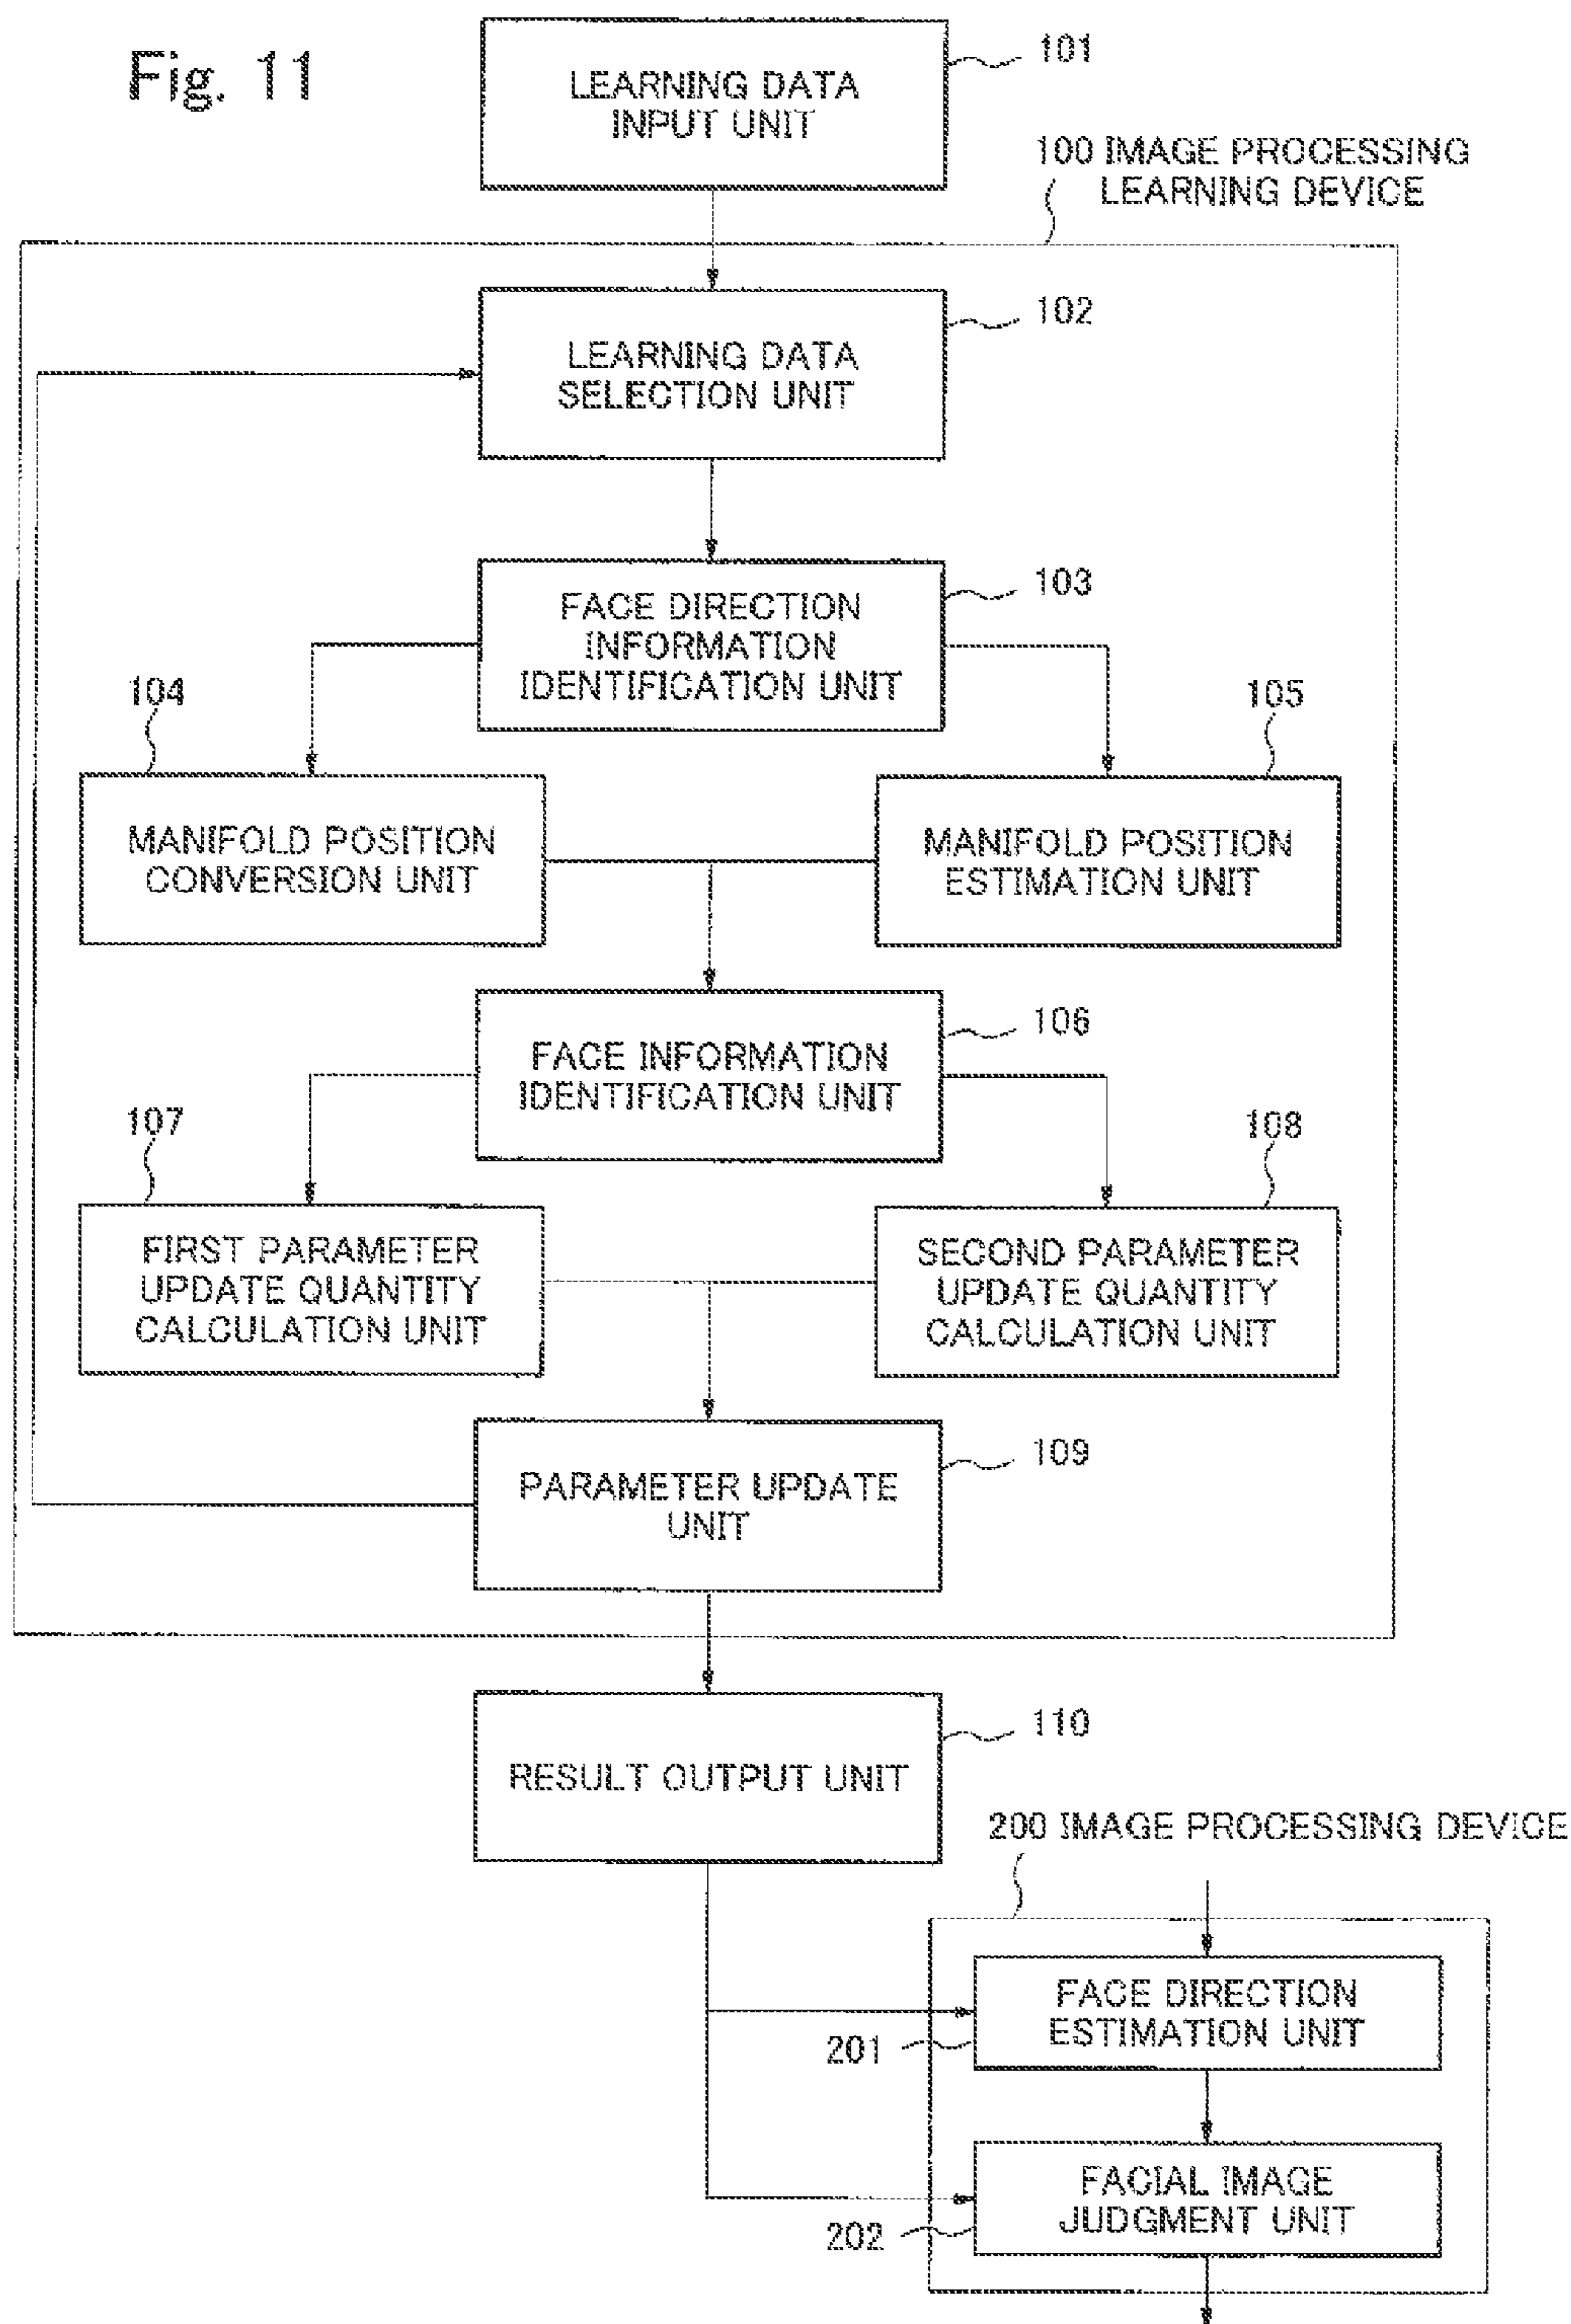 Fig. 11
101
LEARNING DATA
INPUT UNIT
100 IMAGE PROCESSING
LEARNING DEVICE
102
LEARNING DATA
SELECTION UNIT
103
FACE DIRECTION
INFORMATION
IDENTIFICATION UNIT
104
105
MANIFOLD POSITION
CONVERSION UNIT
MANIFOLD POSITION
ESTIMATION UNIT
106
FACE INFORMATION
IDENTIFICATION UNIT
107
108
FIRST PARAMETER
UPDATE QUANTITY
CALCULATION UNIT
SECOND PARAMETER
UPDATE QUANTITY
CALCULATION UNIT
109
PARAMETER UPDATE
UNIT
110
RESULT OUTPUT UNIT
200 IMAGE PROCESSING DEVICE
FACE DIRECTION
ESTIMATION UNIT
201
FACIAL IMAGE
JUDGMENT UNIT
202